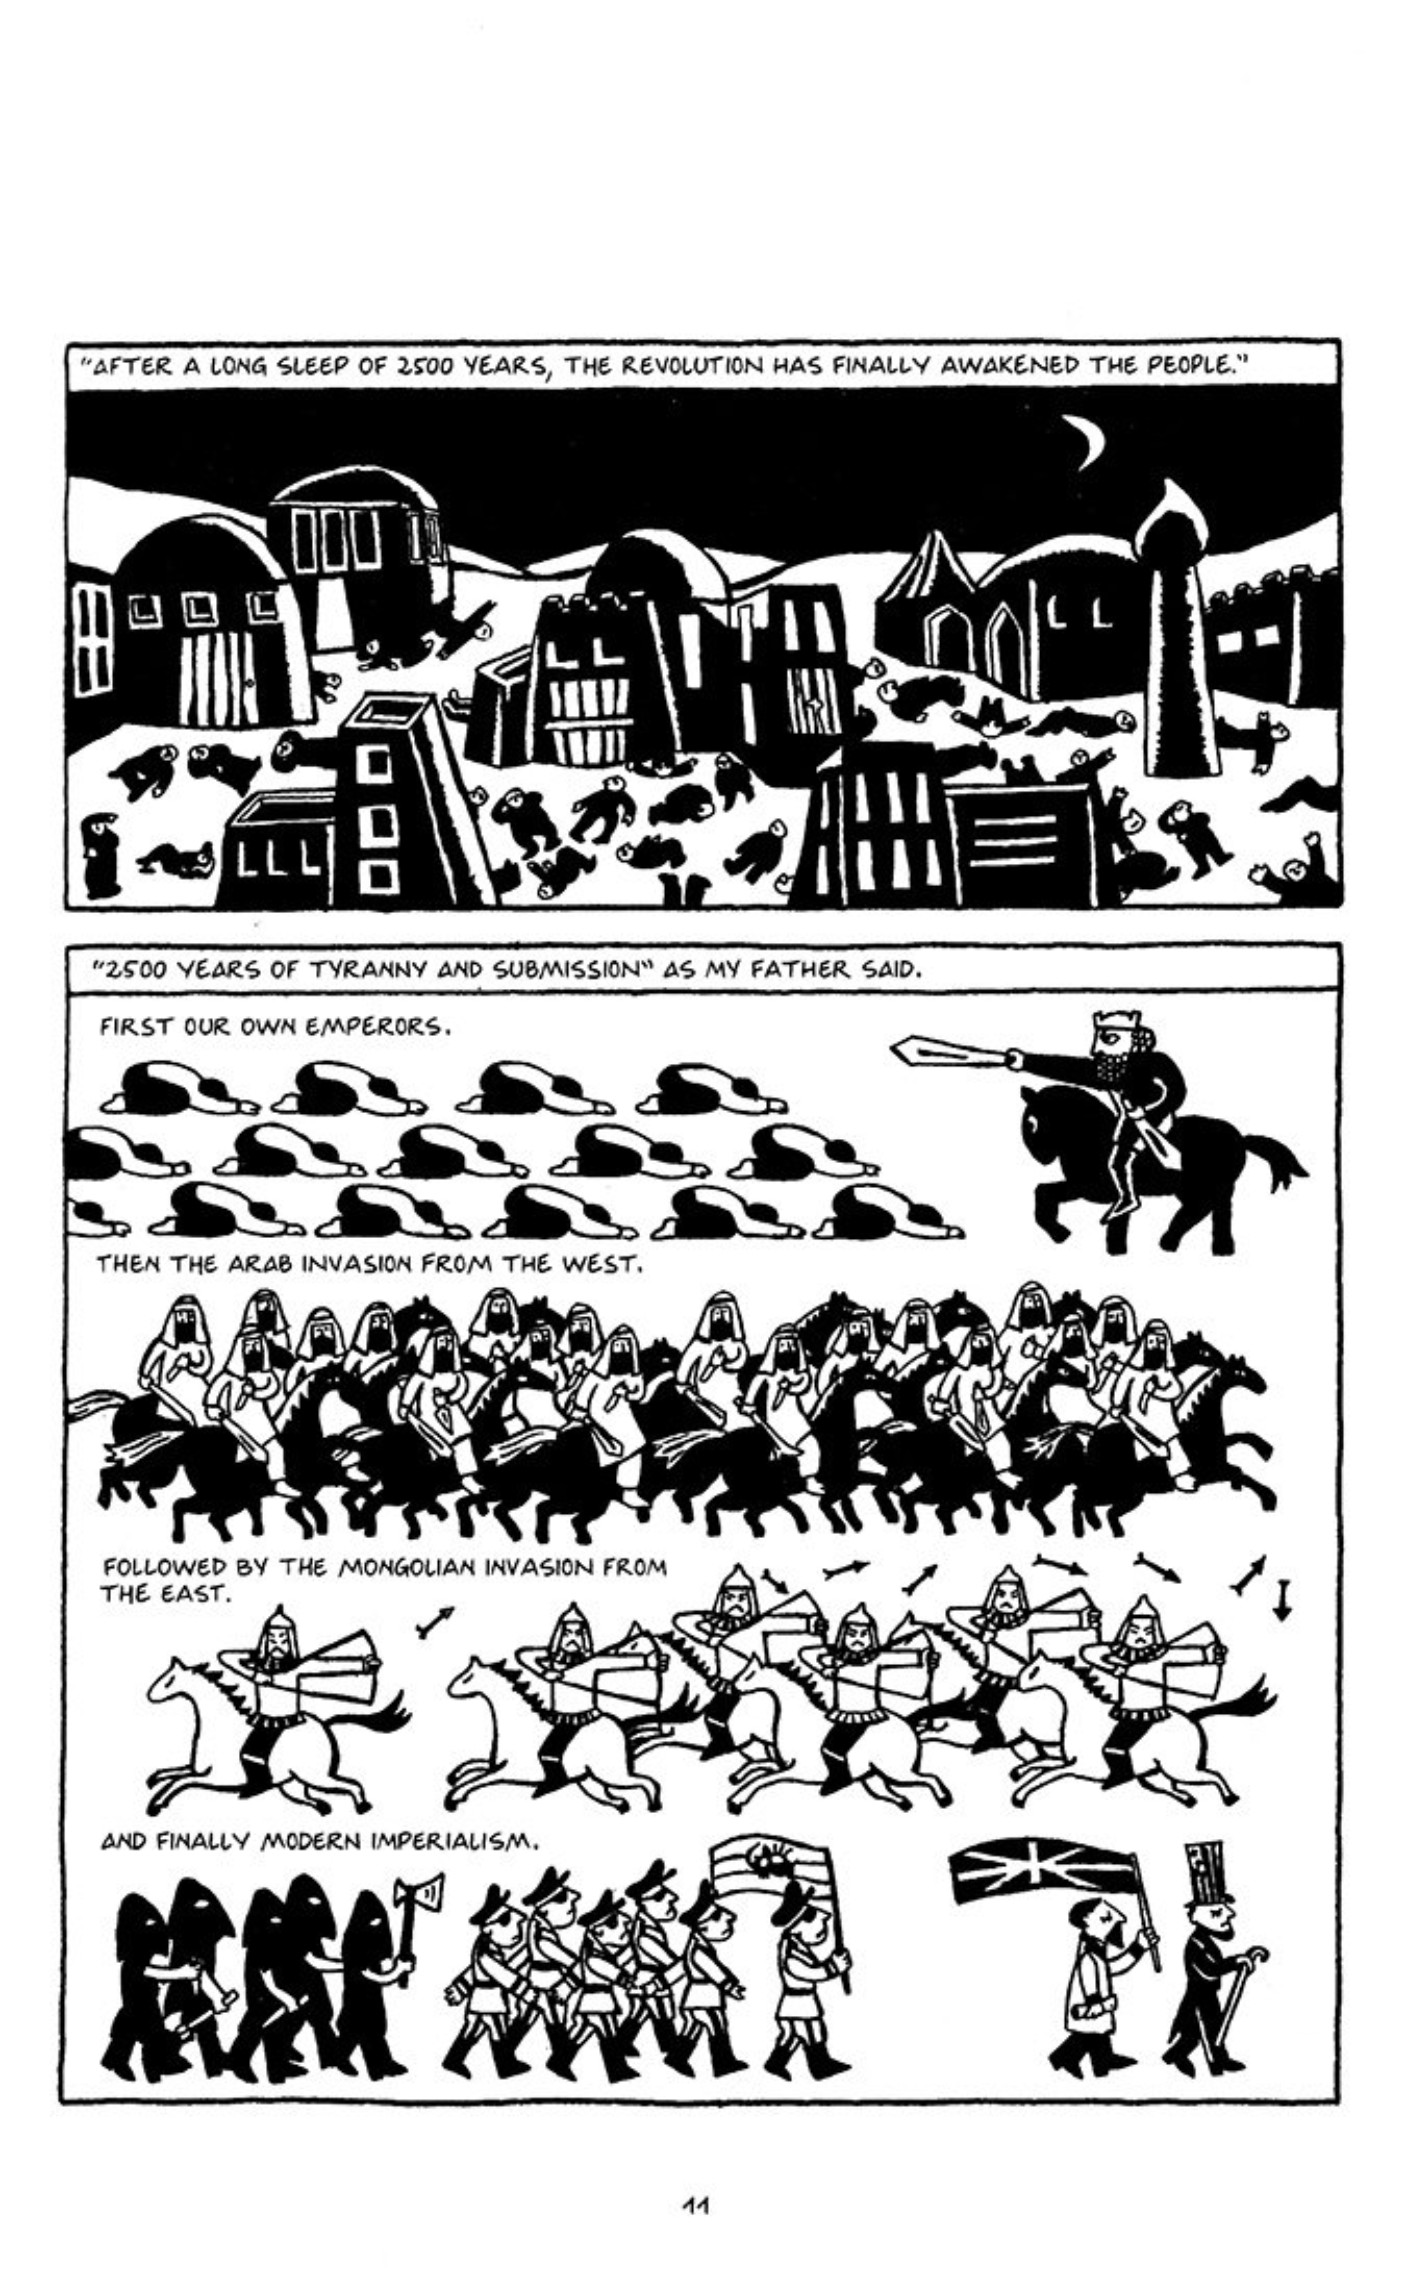 "AFTER A LONG SLEEP OF 2500 YEARS, THE REVOLUTION HAS FINALLY AWAKENED THE PEOPLE."
"2500 YEARS OF TYRANNY AND SUBMISSION" AS MY FATHER SAID.
FIRST OUR OWN EMPERORS.
THEN THE ARAB INVASION FROM THE WEST.
FOLLOWED BY THE MONGOLIAN INVASION FROM
THE EAST.
AND FINALLY MODERN IMPERIALISM.
11